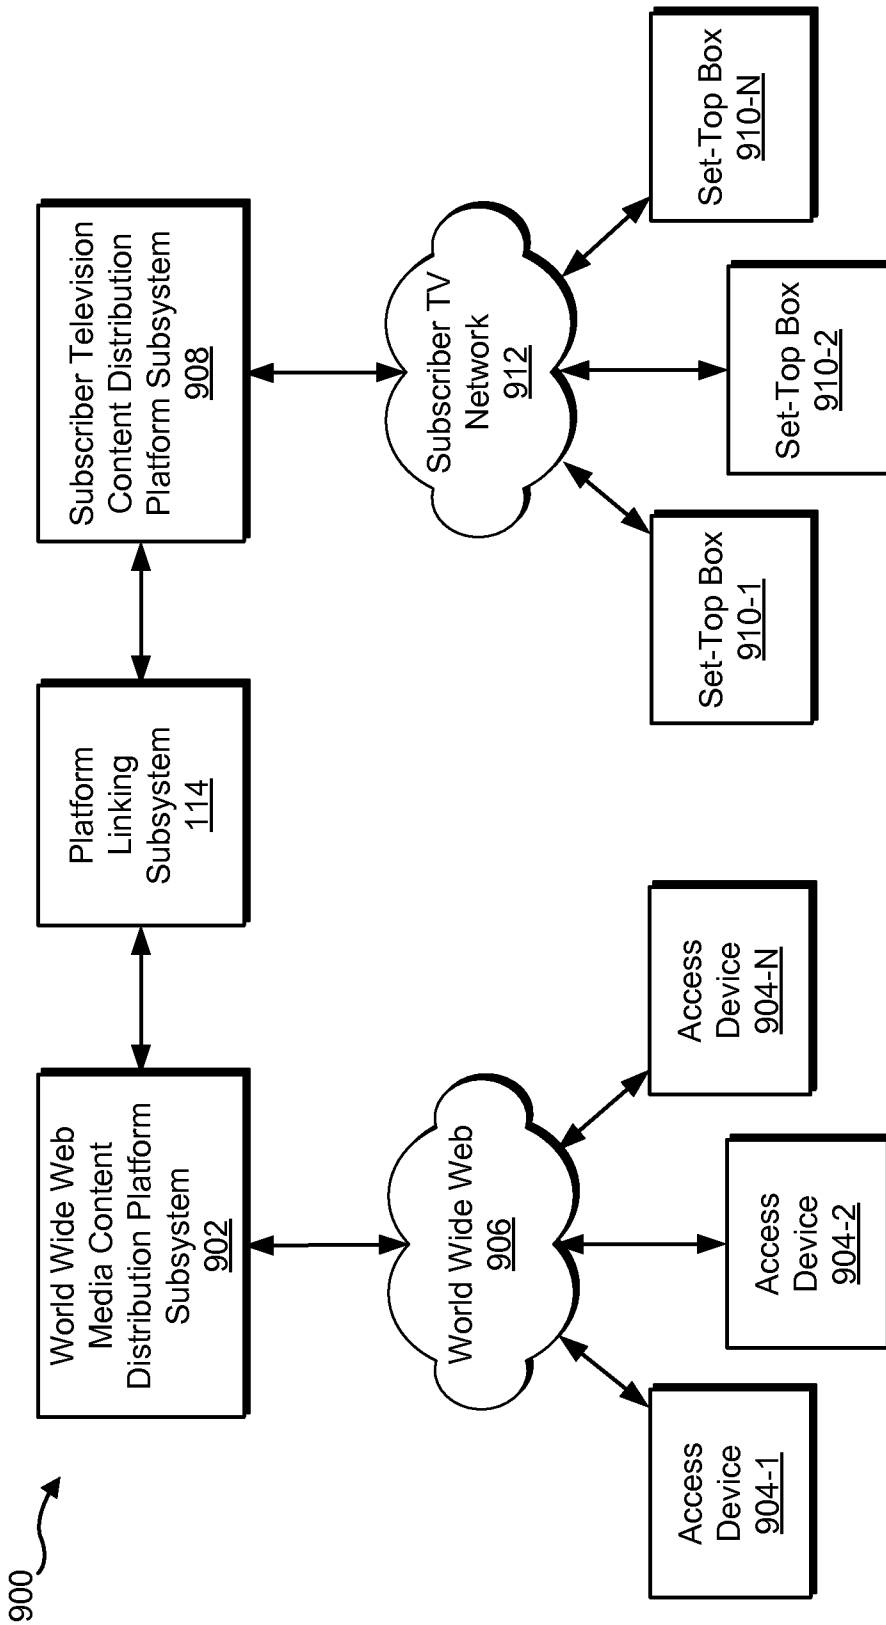 900
World Wide Web
Media Content
Distribution Platform
Subsystem
902
Platform
Linking
Subsystem
114
Subscriber Television
Content Distribution
Platform Subsystem
908
World Wide Web
906
Subscriber TV
Network
912
Access
Device
904-1
Access
Device
904-2
Access
Device
904-N
Set-Top Box
910-1
Set-Top Box
910-2
Set-Top Box
910-N